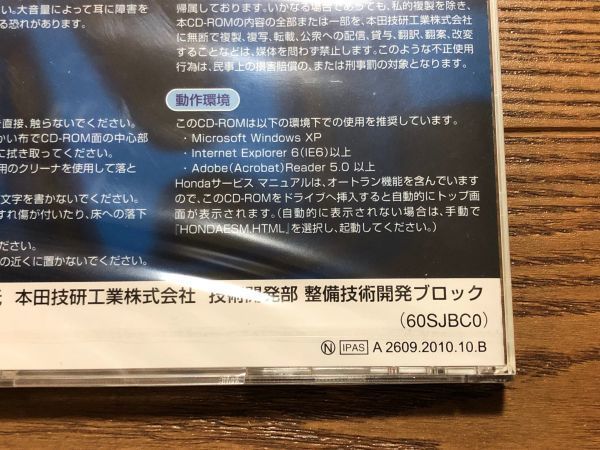 い。大音量によって耳に障害を
る恐れがあります。
を直接、触らないでください。
かい布でCD-ROM面の中心部
に拭き取ってください。
用のクリーナを使用して落と
文字を書かないでください。
すれ傷が付いたり、床への落下
の近くに置かないでください。
帰属しております。いかなる場合であっても、私的複製を除き、
本CD-ROMの内容の全部または一部を、本田技研工業株式会社
に無断で複製、複写、転載、公衆への配信、貸与、翻訳、翻案、改変
することなどは、媒体を問わず禁止します。このような不正使用
行為は、民事上の損害賠償の、または刑事罰の対象となります。
動作環境
このCD-ROMは以下の環境下での使用を推奨しています。
・Microsoft Windows XP
・Internet Explorer 6(IE6)以上
・Adobe(Acrobat)Reader 5.0 以上
Hondaサービス マニュアルは、オートラン機能を含んでいます
ので、このCD-ROMをドライブへ挿入すると自動的にトップ画
面が表示されます。(自動的に表示されない場合は、手動で
『HONDAESM.HTML』を選択し、起動してください。)
本田技研工業株式会社 技術開発部 整備技術開発ブロック
(60SJBC0)
N IPAS A 2609.2010.10.B